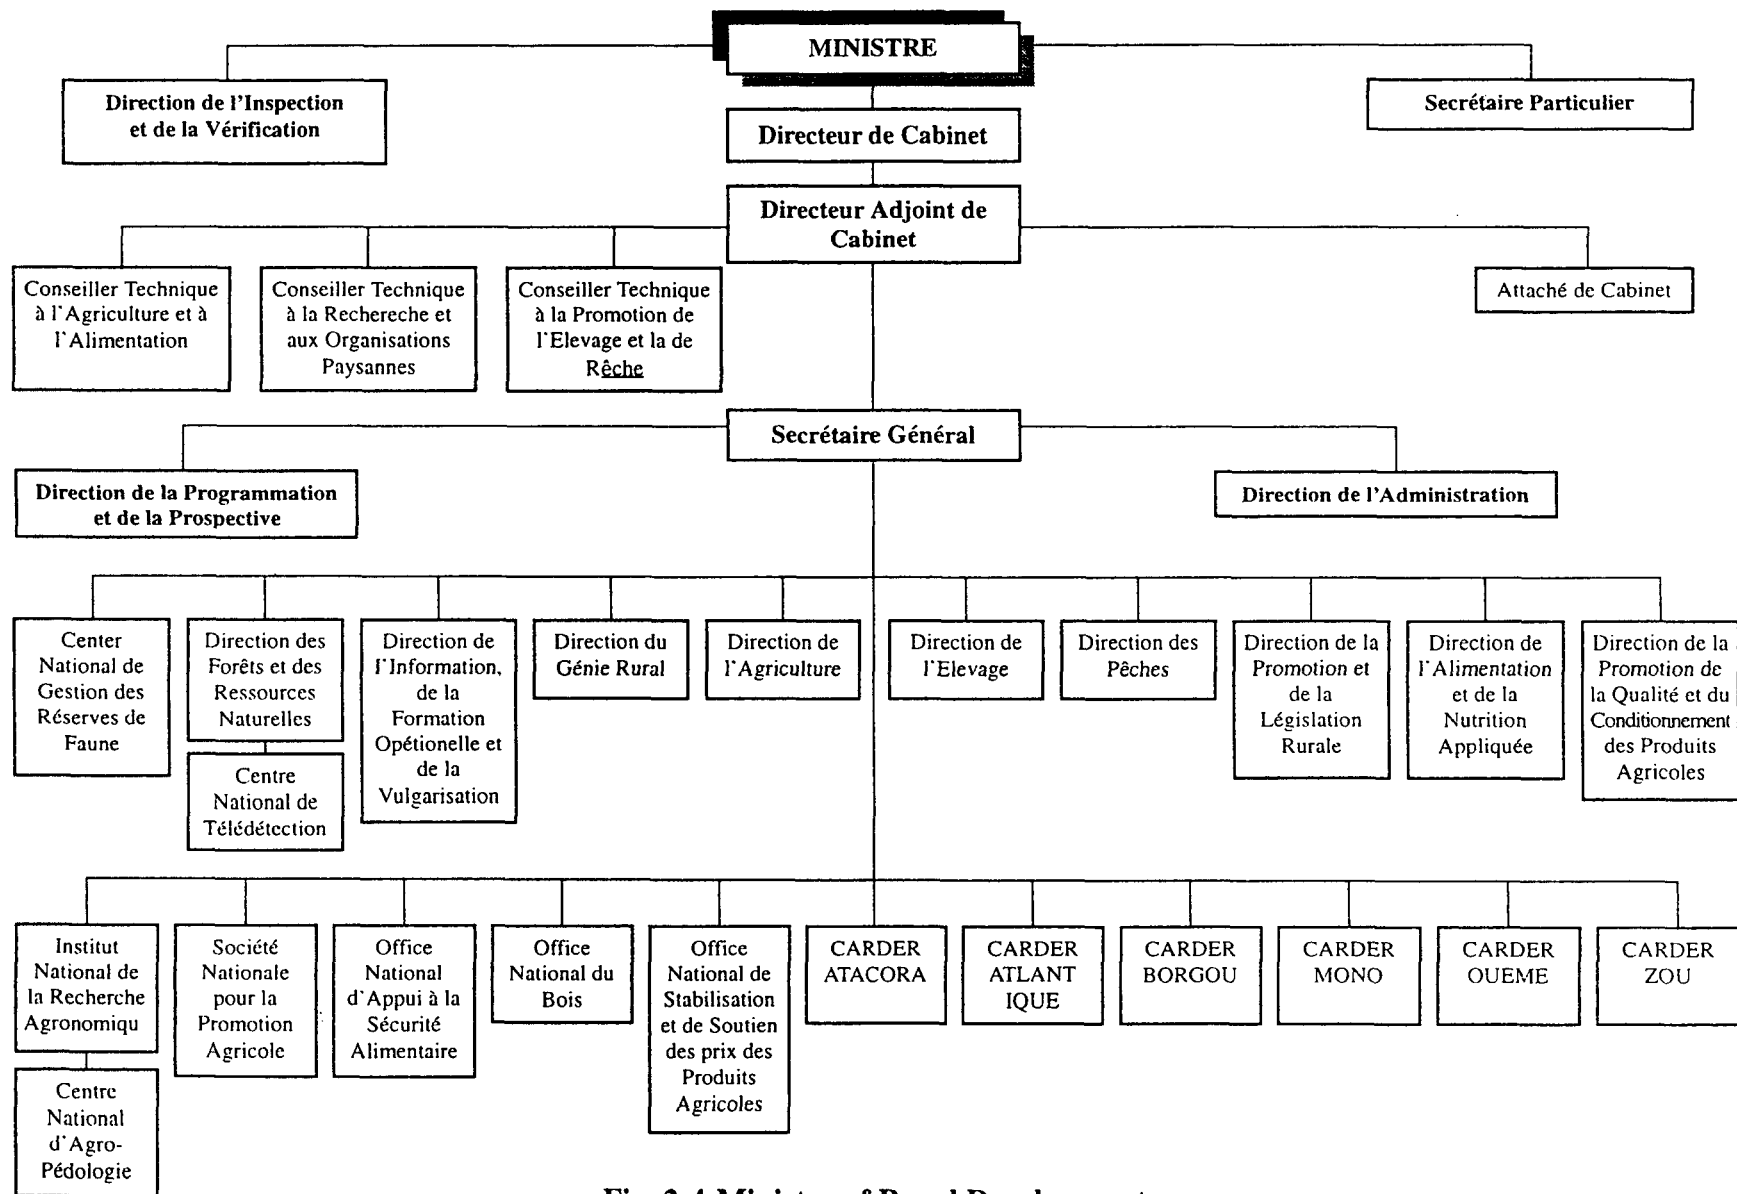 MINISTRE
Direction de l'Inspection
et de la Vérification
Secrétaire Particulier
Directeur de Cabinet
Directeur Adjoint de
Cabinet
Conseiller Technique
à l'Agriculture et à
l'Alimentation
Conseiller Technique
à la Rechereche et
aux Organisations
Paysannes
Conseiller Technique
à la Promotion de
l'Elevage et la de
Rêche
Attaché de Cabinet
Secrétaire Général
Direction de la Programmation
et de la Prospective
Direction de l'Administration
Center
National de
Gestion des
Réserves de
Faune
Direction des
Forêts et des
Ressources
Naturelles
Centre
National de
Télédétection
Direction de
l'Information,
de la
Formation
Opétionelle et
de la
Vulgarisation
Direction du
Génie Rural
Direction de
l'Agriculture
Direction de
l'Elevage
Direction des
Pêches
Direction de la
Promotion et
de la
Législation
Rurale
Direction de
l'Alimentation
et de la
Nutrition
Appliquée
Direction de la
Promotion de
la Qualité et du
Conditionnement
des Produits
Agricoles
Institut
National de
la Recherche
Agronomiqu
Centre
National
d'Agro-
Pédologie
Société
Nationale
pour la
Promotion
Agricole
Office
National
d'Appui à la
Sécurité
Alimentaire
Office
National du
Bois
Office
National de
Stabilisation
et de Soutien
des prix des
Produits
Agricoles
CARDER
ATACORA
CARDER
ATLANT
IQUE
CARDER
BORGOU
CARDER
MONO
CARDER
OUEME
CARDER
ZOU